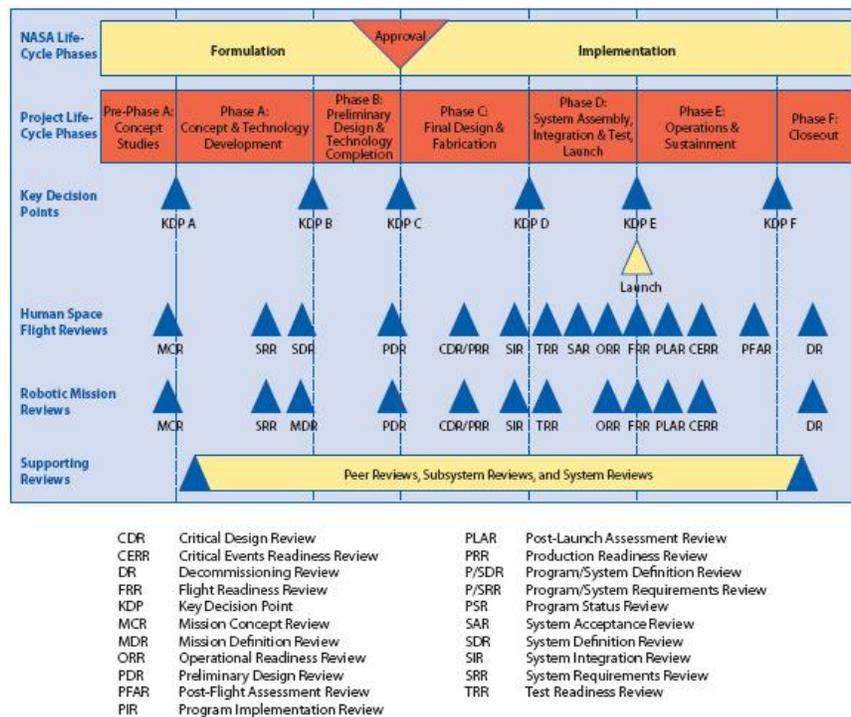 NASA Life-
Cycle Phases
Formulation
Approval
Implementation
Project Life-
Cycle Phases
Pre-Phase A:
Concept
Studies
Phase A:
Concept & Technology
Development
Phase B:
Preliminary
Design &
Technology
Completion
Phase C:
Final Design &
Fabrication
Phase D:
System Assembly,
Integration & Test,
Launch
Phase E:
Operations &
Sustainment
Phase F:
Closeout
Key Decision
Points
KDP A KDP B KDP C KDP D KDP E KDP F
Launch
Human Space
Flight Reviews
MCR SRR SDR PDR CDR/PRR SIR TRR SAR ORR FRR PLAR CERR PFAR DR
Robotic Mission
Reviews
MCR SRR MDR PDR CDR/PRR SIR TRR ORR FRR PLAR CERR DR
Supporting
Reviews
Peer Reviews, Subsystem Reviews, and System Reviews
CDR Critical Design Review
CERR Critical Events Readiness Review
DR Decommissioning Review
FRR Flight Readiness Review
KDP Key Decision Point
MCR Mission Concept Review
MDR Mission Definition Review
ORR Operational Readiness Review
PDR Preliminary Design Review
PFAR Post-Flight Assessment Review
PIR Program Implementation Review
PLAR Post-Launch Assessment Review
PRR Production Readiness Review
P/SDR Program/System Definition Review
P/SRR Program/System Requirements Review
PSR Program Status Review
SAR System Acceptance Review
SDR System Definition Review
SIR System Integration Review
SRR System Requirements Review
TRR Test Readiness Review